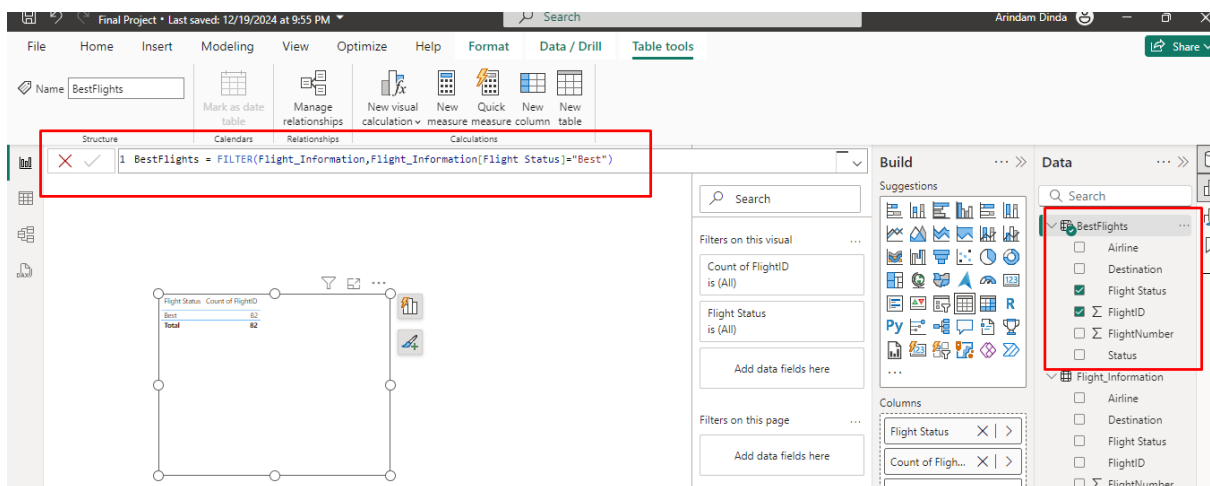 Final Project • Last saved: 12/19/2024 at 9:55 PM
Search
Arindam Dinda
File Home Insert Modeling View Optimize Help Format Data / Drill Table tools
Share
Name BestFlights
Mark as date table
Manage relationships
New visual calculation
New measure
Quick measure
New column
New table
Structure Calendars Relationships Calculations
1 BestFlights = FILTER(Flight_Information,Flight_Information[Flight Status]="Best")
Flight Status Count of FlightID
Best 82
Total 82
Search
Filters on this visual ...
Count of FlightID
is (All)
Flight Status
is (All)
Add data fields here
Filters on this page ...
Add data fields here
Build ...
Suggestions
123
R
Py
123
...
Columns
Flight Status
Count of Fligh...
Data ...
Search
BestFlights ...
Airline
Destination
Flight Status
Σ FlightID
Σ FlightNumber
Status
Flight_Information
Airline
Destination
Flight Status
FlightID
Σ FlightNumber